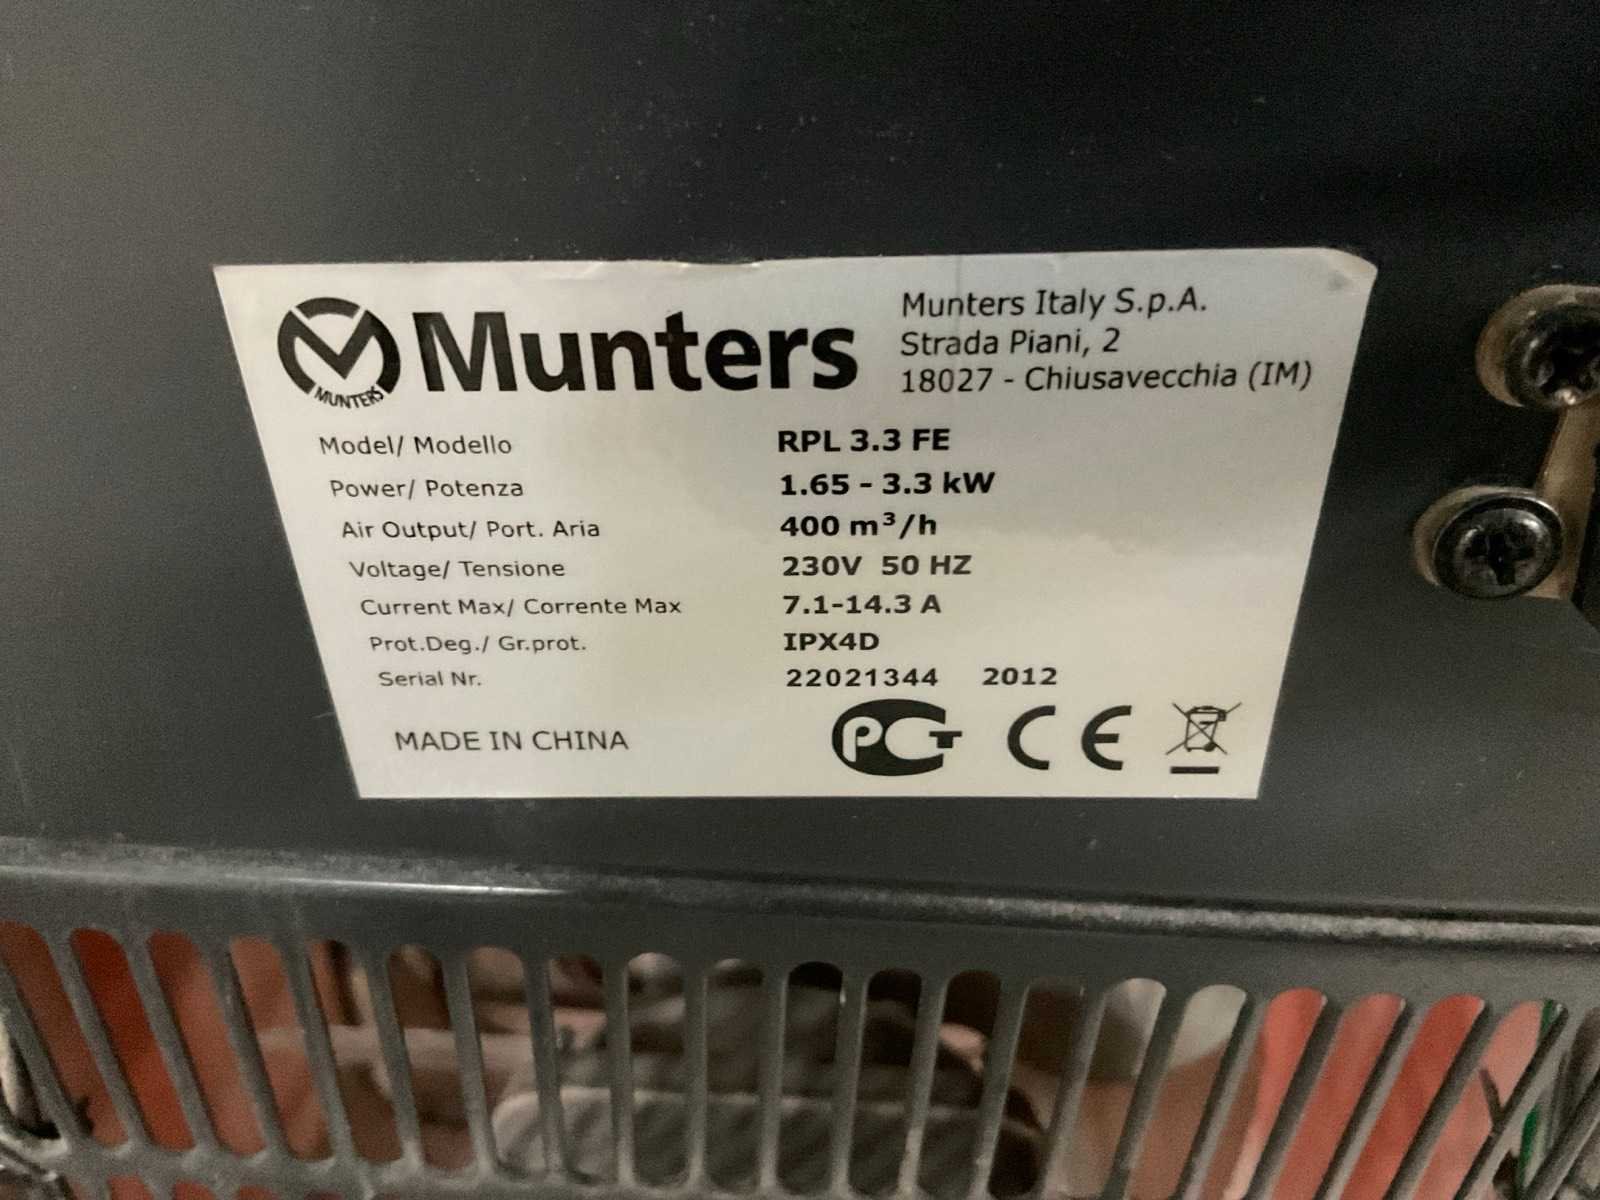 MUNTERS
Munters
Munters Italy S.p.A.
Strada Piani, 2
18027 - Chiusavecchia (IM)
Model/ Modello RPL 3.3 FE
Power/ Potenza 1.65 - 3.3 kW
Air Output/ Port. Aria 400 m³/h
Voltage/ Tensione 230V 50 HZ
Current Max/ Corrente Max 7.1-14.3 A
Prot.Deg./ Gr.prot. IPX4D
Serial Nr. 22021344 2012
MADE IN CHINA PCT CE